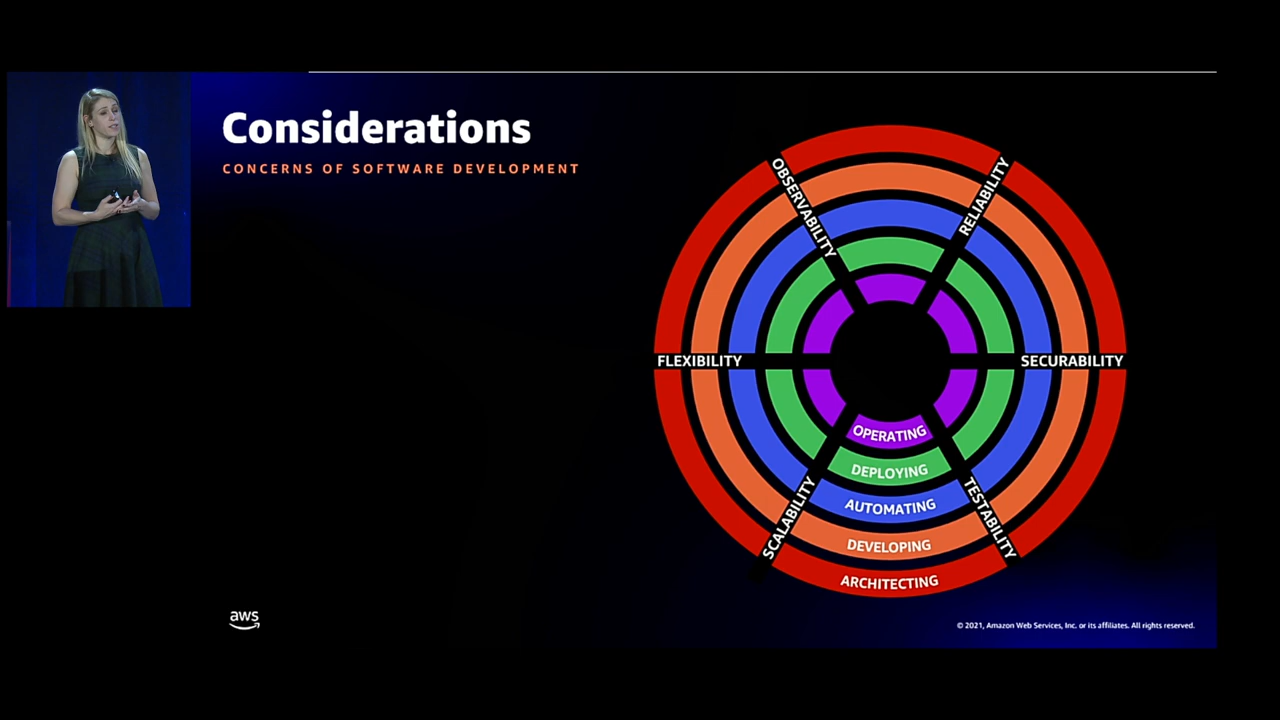 Considerations
CONCERNS OF SOFTWARE DEVELOPMENT
OBSERVABILITY
RELIABILITY
FLEXIBILITY
SECURABILITY
SCALABILITY
TESTABILITY
OPERATING
DEPLOYING
AUTOMATING
DEVELOPING
ARCHITECTING
aws
© 2021, Amazon Web Services, Inc. or its affiliates. All rights reserved.